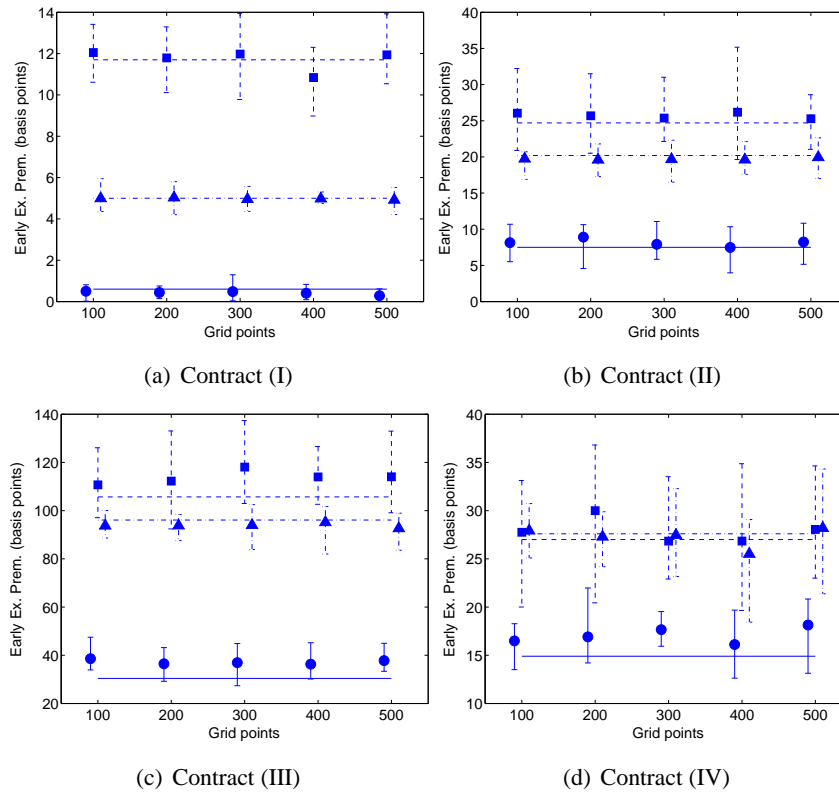 14
12
10
8
6
4
2
0
Early Ex. Prem. (basis points)
100 200 300 400 500
Grid points
(a) Contract (I)
40
35
30
25
20
15
10
5
0
Early Ex. Prem. (basis points)
100 200 300 400 500
Grid points
(b) Contract (II)
140
120
100
80
60
40
20
Early Ex. Prem. (basis points)
100 200 300 400 500
Grid points
(c) Contract (III)
40
35
30
25
20
15
10
Early Ex. Prem. (basis points)
100 200 300 400 500
Grid points
(d) Contract (IV)